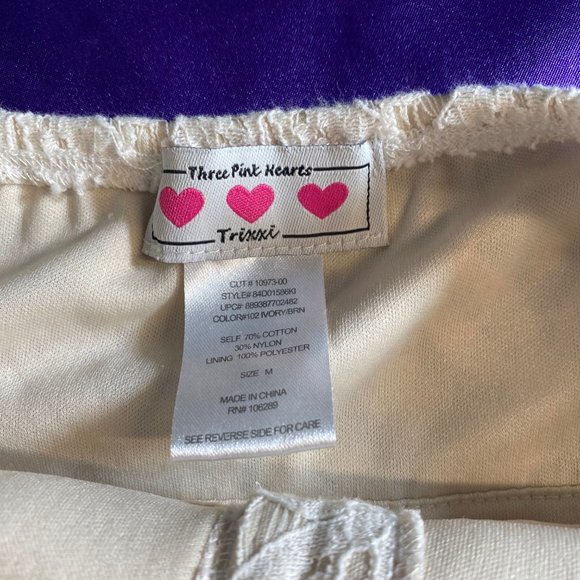 Three Pink Hearts
Trixxi
CUT # 10973-00
STYLE# 84D01586KI
UPC# 889387702482
COLOR#102 IVORY/BRN
SELF 70% COTTON
30% NYLON
LINING 100% POLYESTER
SIZE M
MADE IN CHINA
RN# 106289
SEE REVERSE SIDE FOR CARE